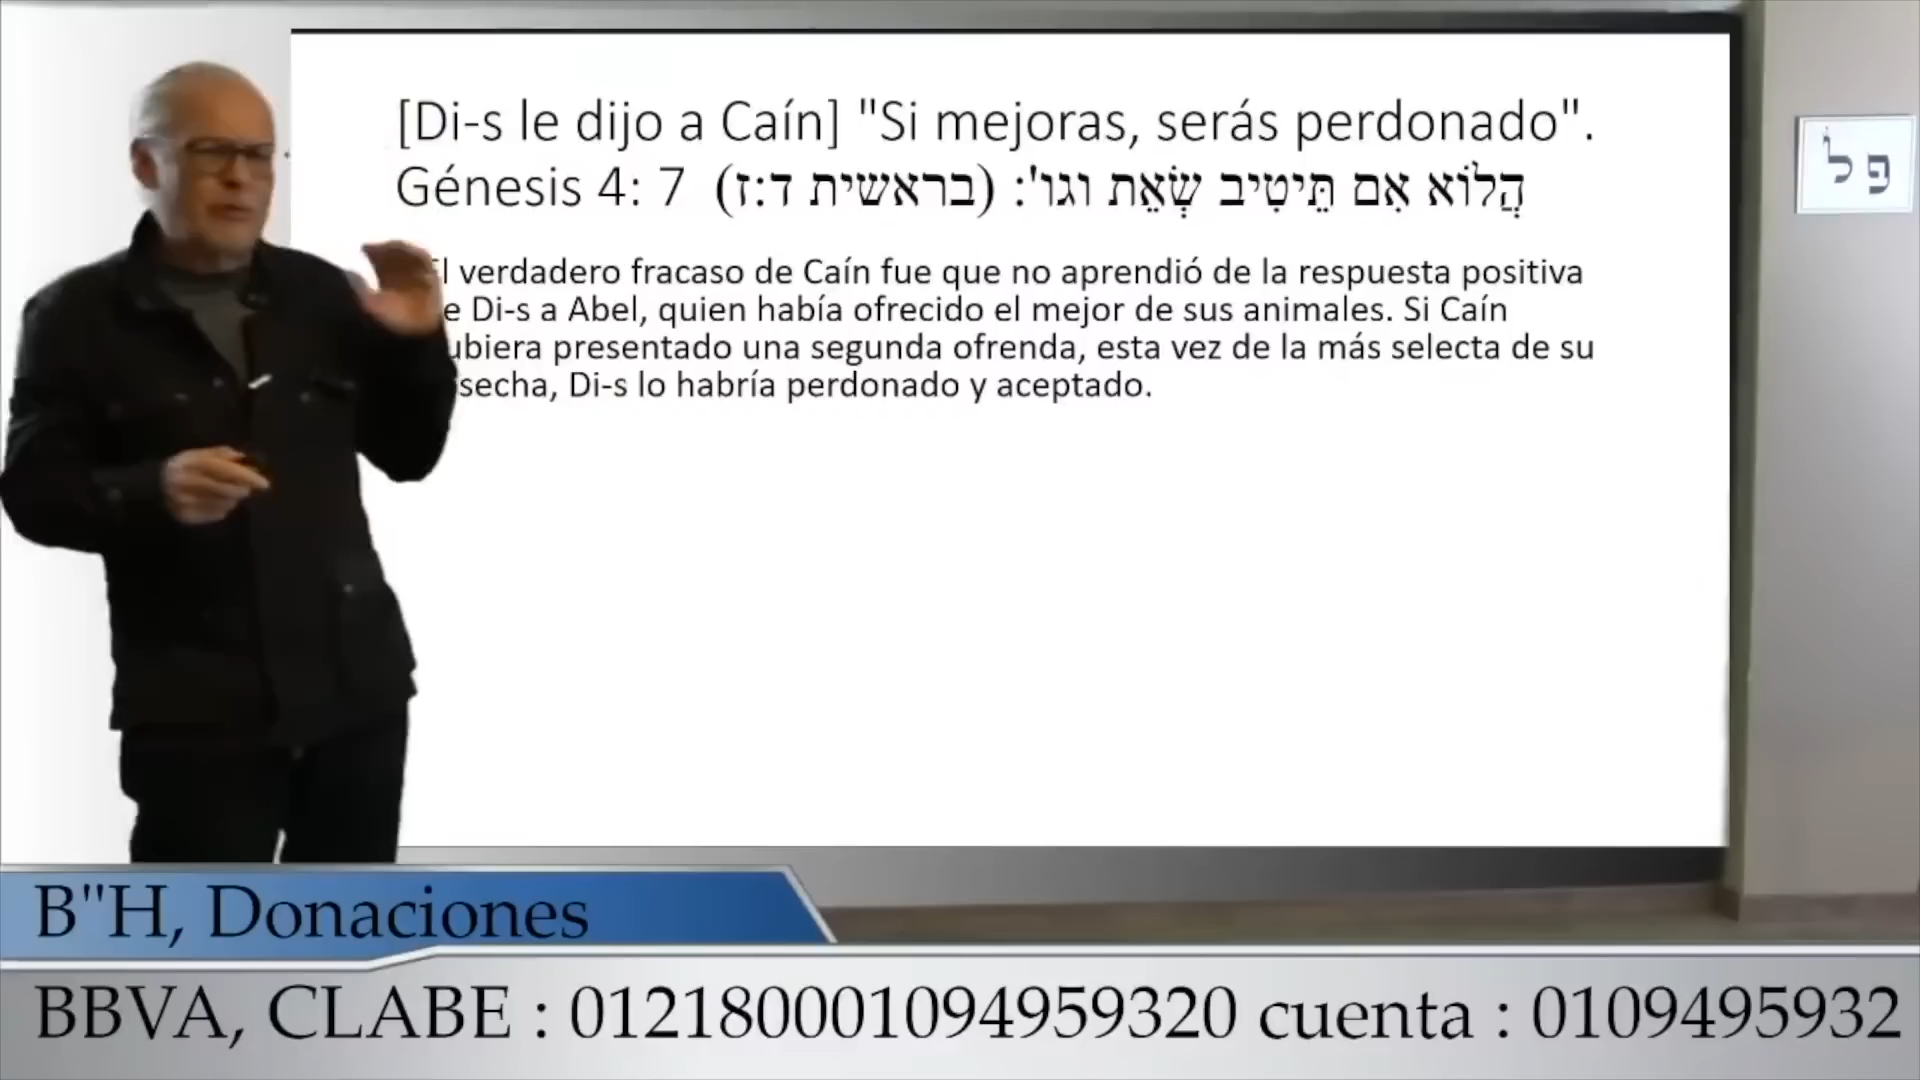 [Di-s le dijo a Caín] "Si mejoras, serás perdonado".
Génesis 4: 7 הֲלוֹא אִם תֵּיטִיב שְׂאֵת וגו': (בראשית ד:ז)
El verdadero fracaso de Caín fue que no aprendió de la respuesta positiva
e Di-s a Abel, quien había ofrecido el mejor de sus animales. Si Caín
ubiera presentado una segunda ofrenda, esta vez de la más selecta de su
secha, Di-s lo habría perdonado y aceptado.
פ לֹ
B"H, Donaciones
BBVA, CLABE : 012180001094959320 cuenta : 0109495932